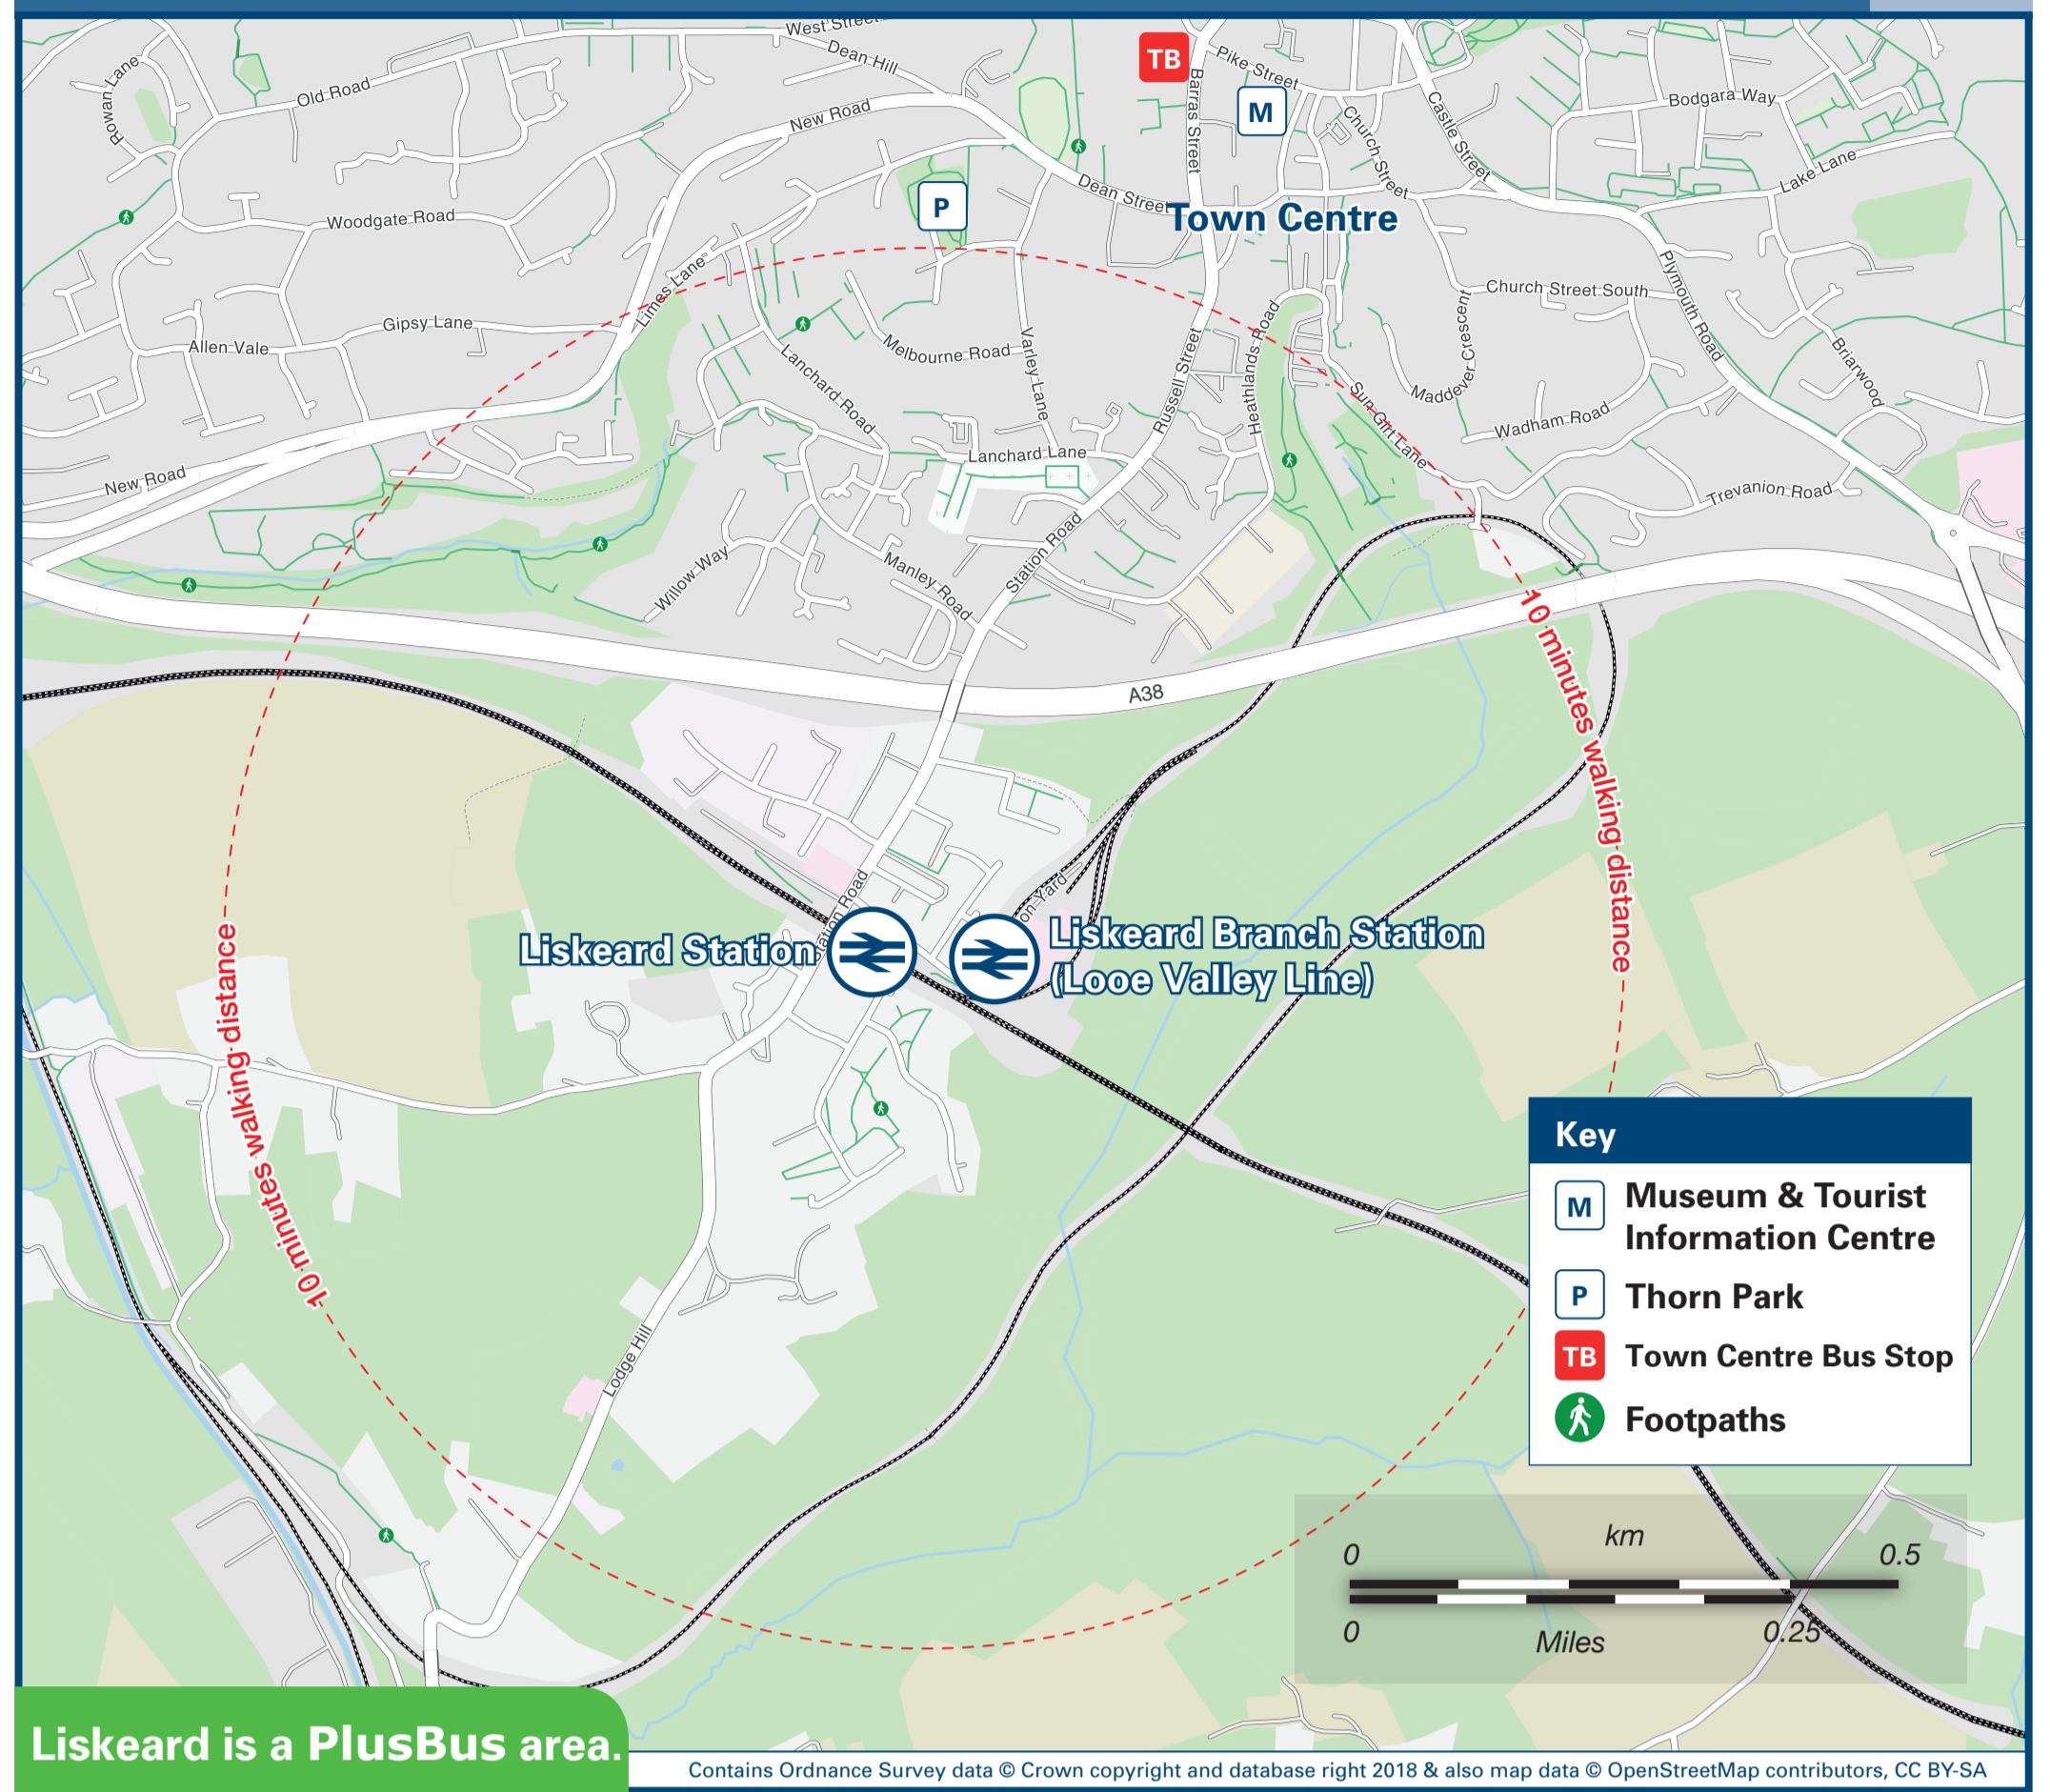 West Street
Dean Hill
Rowan Lane
Old Road
New Road
TB
Pike Street
Barras Street
M
Church Street
Castle Street
Bodgara Way
Lake Lane
Woodgate Road
P
Dean Street
Town Centre
Limes Lane
Gipsy Lane
Allen Vale
Melbourne Road
Varley Lane
Lanchard Road
Russell Street
Heathlands Road
Church Street South
Maddever Crescent
Plymouth Road
Briarwood
Sun Girt Lane
Wadham Road
New Road
Lanchard Lane
Trevanion Road
Willow Way
Manley Road
Station Road
A38
10 minutes walking distance
Station Road
on Yard
Liskeard Station
Liskeard Branch Station
(Looe Valley Line)
10 minutes walking distance
Lodge Hill
Key
M
Museum & Tourist
Information Centre
P
Thorn Park
TB
Town Centre Bus Stop
Footpaths
km
0
0.5
0
Miles
0.25
Liskeard is a PlusBus area.
Contains Ordnance Survey data © Crown copyright and database right 2018 & also map data © OpenStreetMap contributors, CC BY-SA